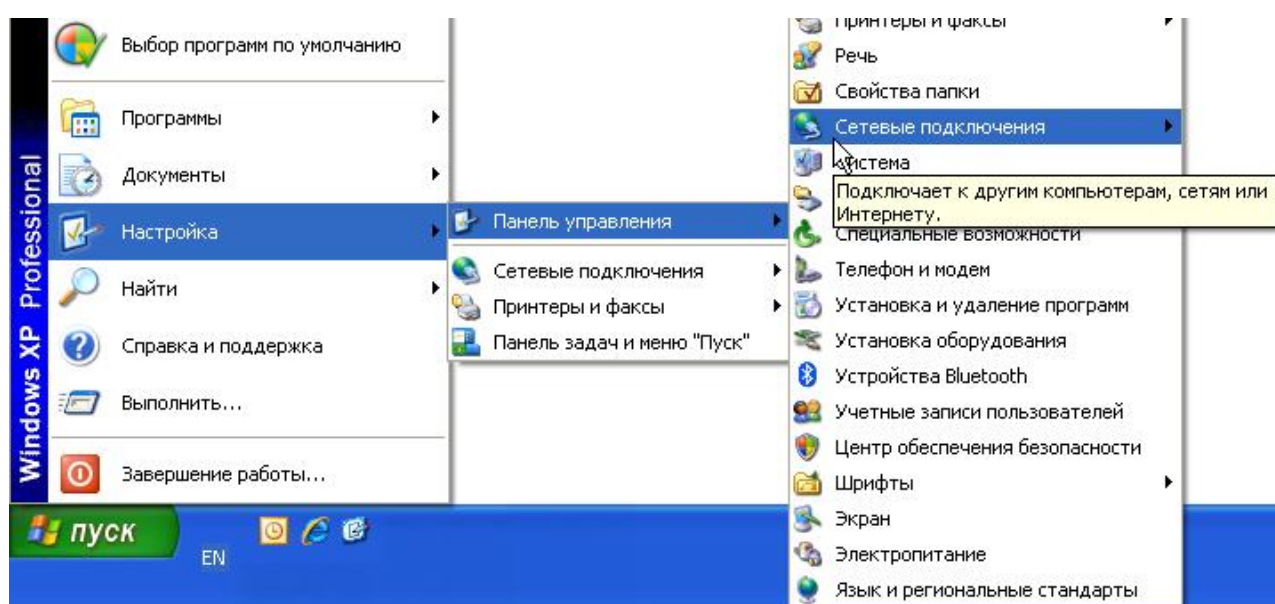 Windows XP Professional
Выбор программ по умолчанию
Программы
Документы
Настройка
Найти
Справка и поддержка
Выполнить...
Завершение работы...
Панель управления
Сетевые подключения
Принтеры и факсы
Панель задач и меню "Пуск"
Принтеры и факсы
Речь
Свойства папки
Сетевые подключения
Система
Подключает к другим компьютерам, сетям или
Интернету.
Специальные возможности
Телефон и модем
Установка и удаление программ
Установка оборудования
Устройства Bluetooth
Учетные записи пользователей
Центр обеспечения безопасности
Шрифты
Экран
Электропитание
Язык и региональные стандарты
пуск
EN